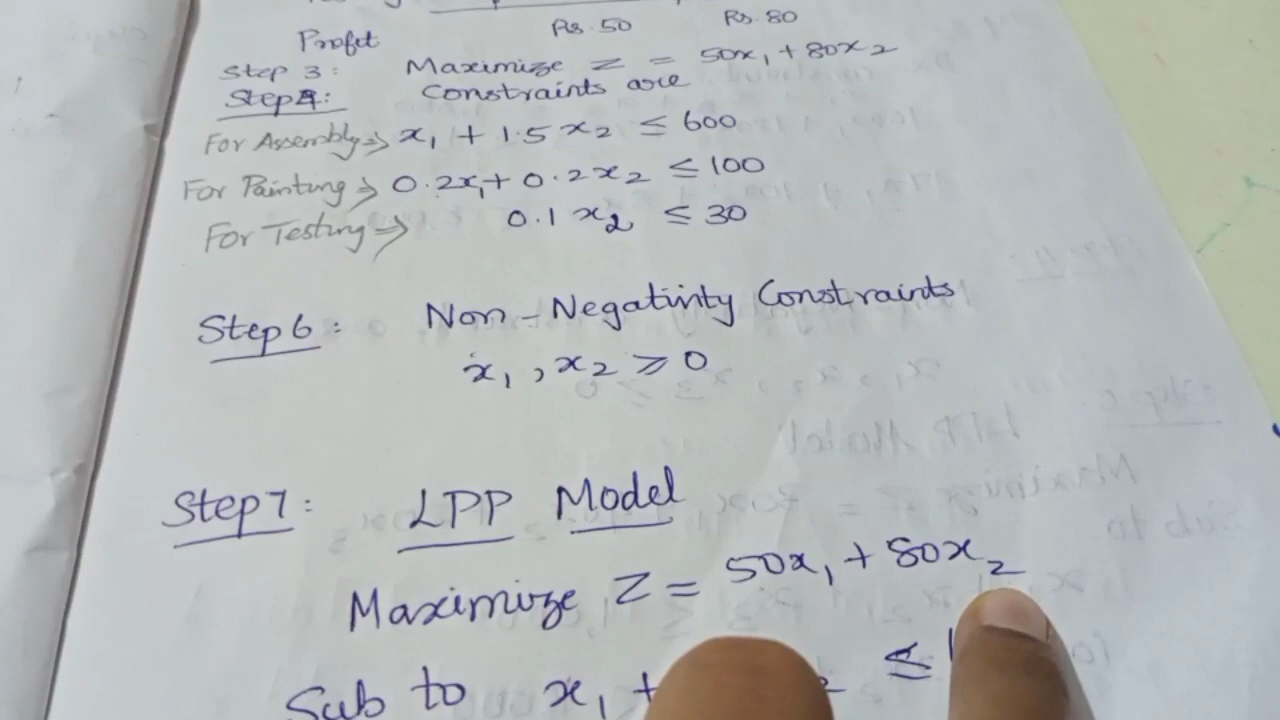 Rs. 50 Rs. 80
Profit
Step 3: Maximize Z = 50x₁ + 80x₂
Step 4: Constraints are
For Assembly => x₁ + 1.5 x₂ ≤ 600
For Painting => 0.2x₁ + 0.2x₂ ≤ 100
For Testing => 0.1 x₂ ≤ 30
Step 6: Non-Negativity Constraints
x₁, x₂ ≥ 0
Step 7: LPP Model
Maximize Z = 50x₁ + 80x₂
Sub to x₁ + ₂ ≤